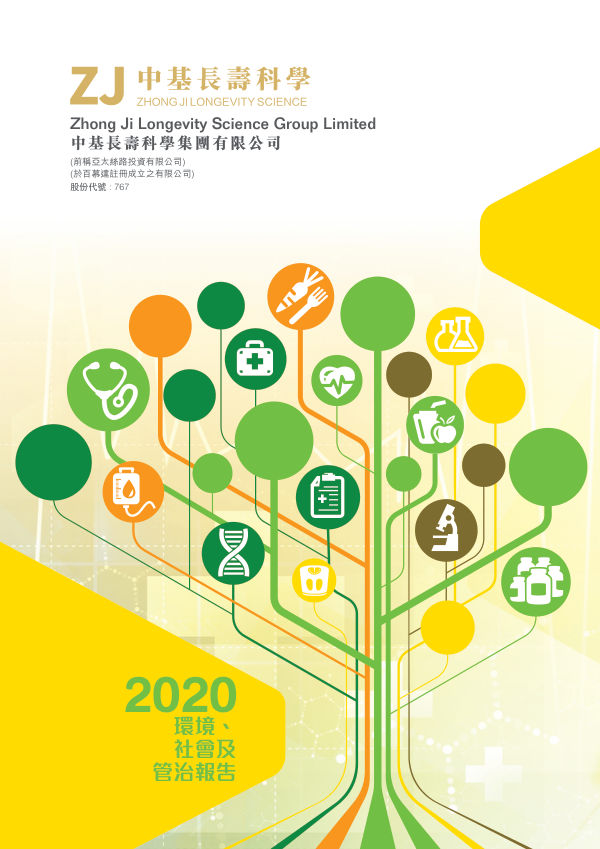 ZJ 中基長壽科學
ZHONG JI LONGEVITY SCIENCE
Zhong Ji Longevity Science Group Limited
中基長壽科學集團有限公司
(前稱亞太絲路投資有限公司)
(於百慕達註冊成立之有限公司)
股份代號 : 767
2020
環境、
社會及
管治報告